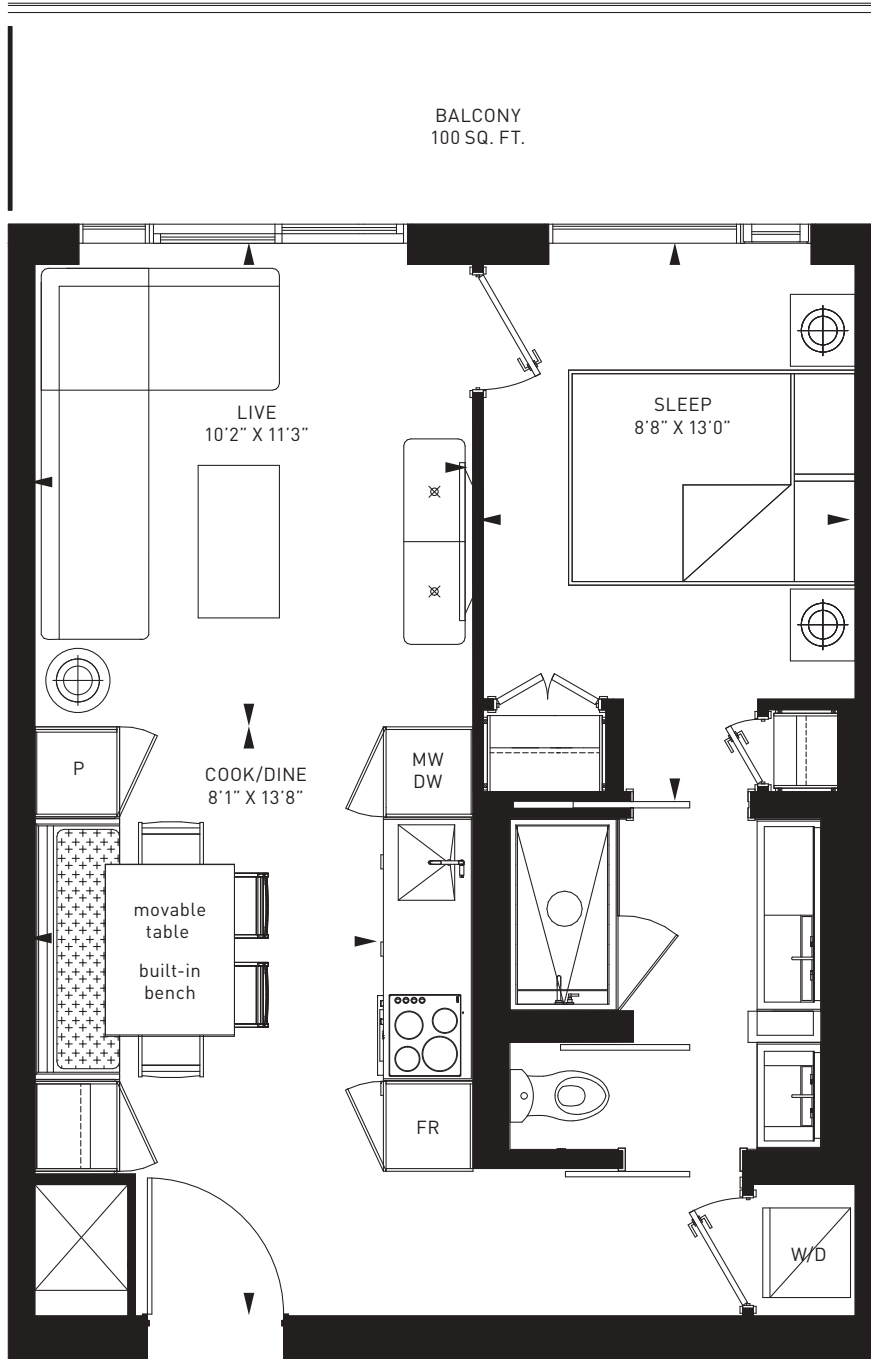 BALCONY
100 SQ. FT.
LIVE
10’2” X 11’3”
SLEEP
8’8” X 13’0”
P
COOK/DINE
8’1” X 13’8”
MW
DW
movable
table
built-in
bench
FR
W/D